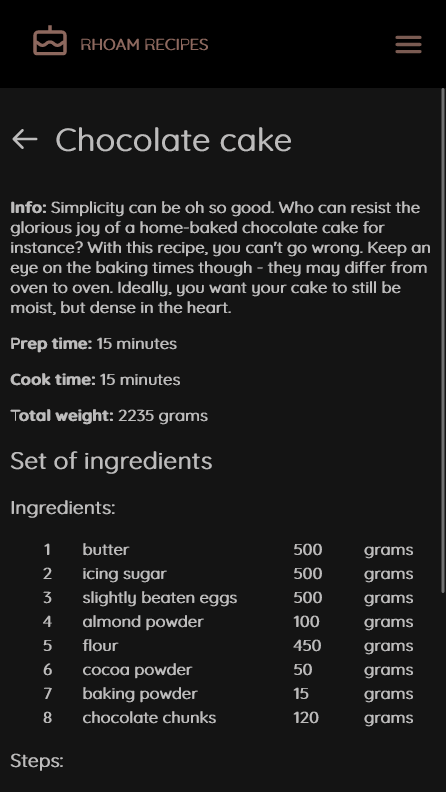 RHOAM RECIPES
← Chocolate cake
Info: Simplicity can be oh so good. Who can resist the
glorious joy of a home-baked chocolate cake for
instance? With this recipe, you can't go wrong. Keep an
eye on the baking times though - they may differ from
oven to oven. Ideally, you want your cake to still be
moist, but dense in the heart.
Prep time: 15 minutes
Cook time: 15 minutes
Total weight: 2235 grams
Set of ingredients
Ingredients:
1 butter 500 grams
2 icing sugar 500 grams
3 slightly beaten eggs 500 grams
4 almond powder 100 grams
5 flour 450 grams
6 cocoa powder 50 grams
7 baking powder 15 grams
8 chocolate chunks 120 grams
Steps: